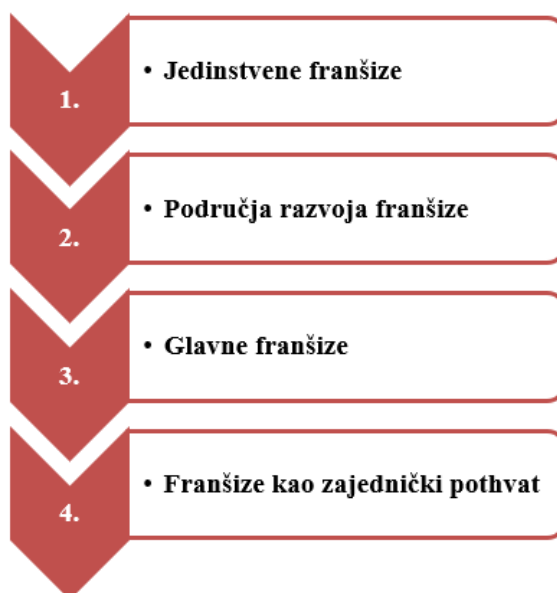 1.
• Jedinstvene franšize
2.
• Područja razvoja franšize
3.
• Glavne franšize
4.
• Franšize kao zajednički pothvat